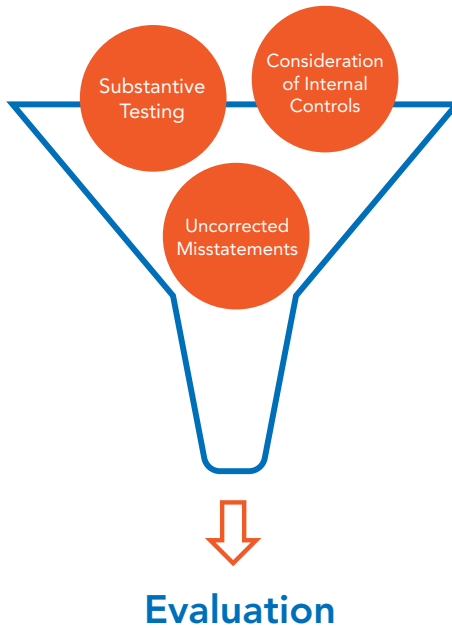 Substantive
Testing
Consideration
of Internal
Controls
Uncorrected
Misstatements
Evaluation